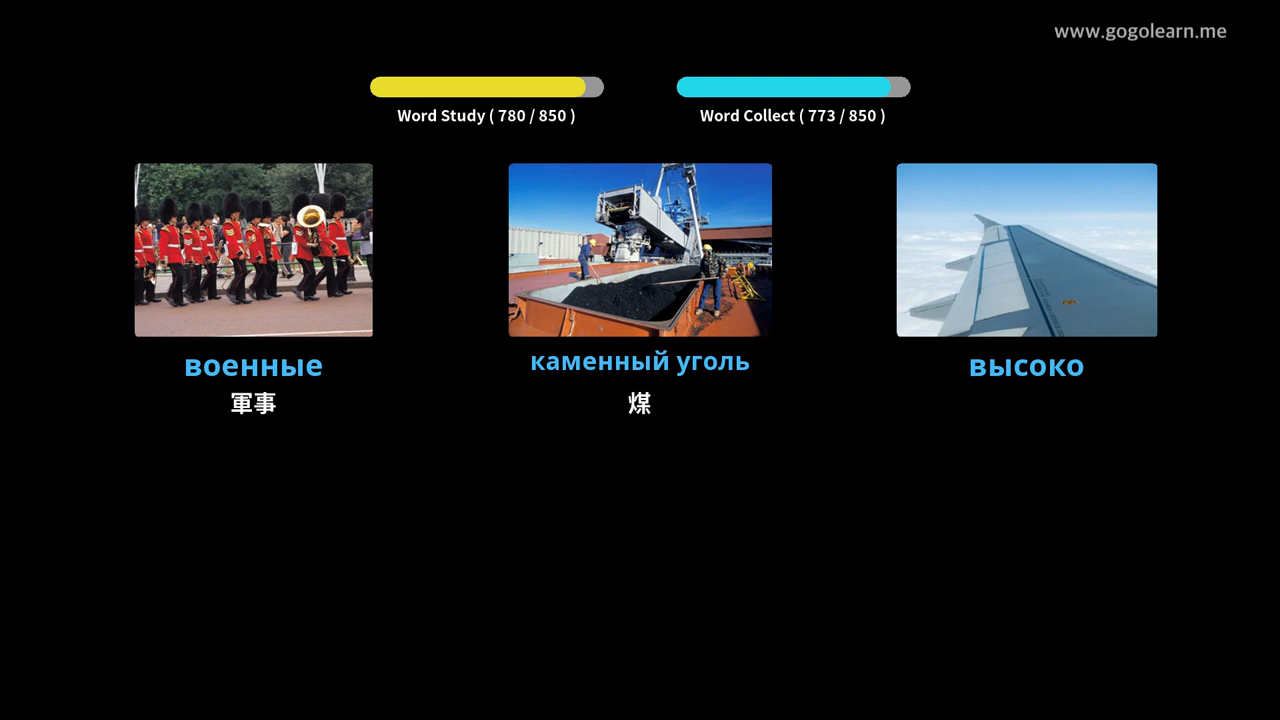 www.gogolearn.me
Word Study ( 780 / 850 )
Word Collect ( 773 / 850 )
военные
каменный уголь
высоко
軍事
煤